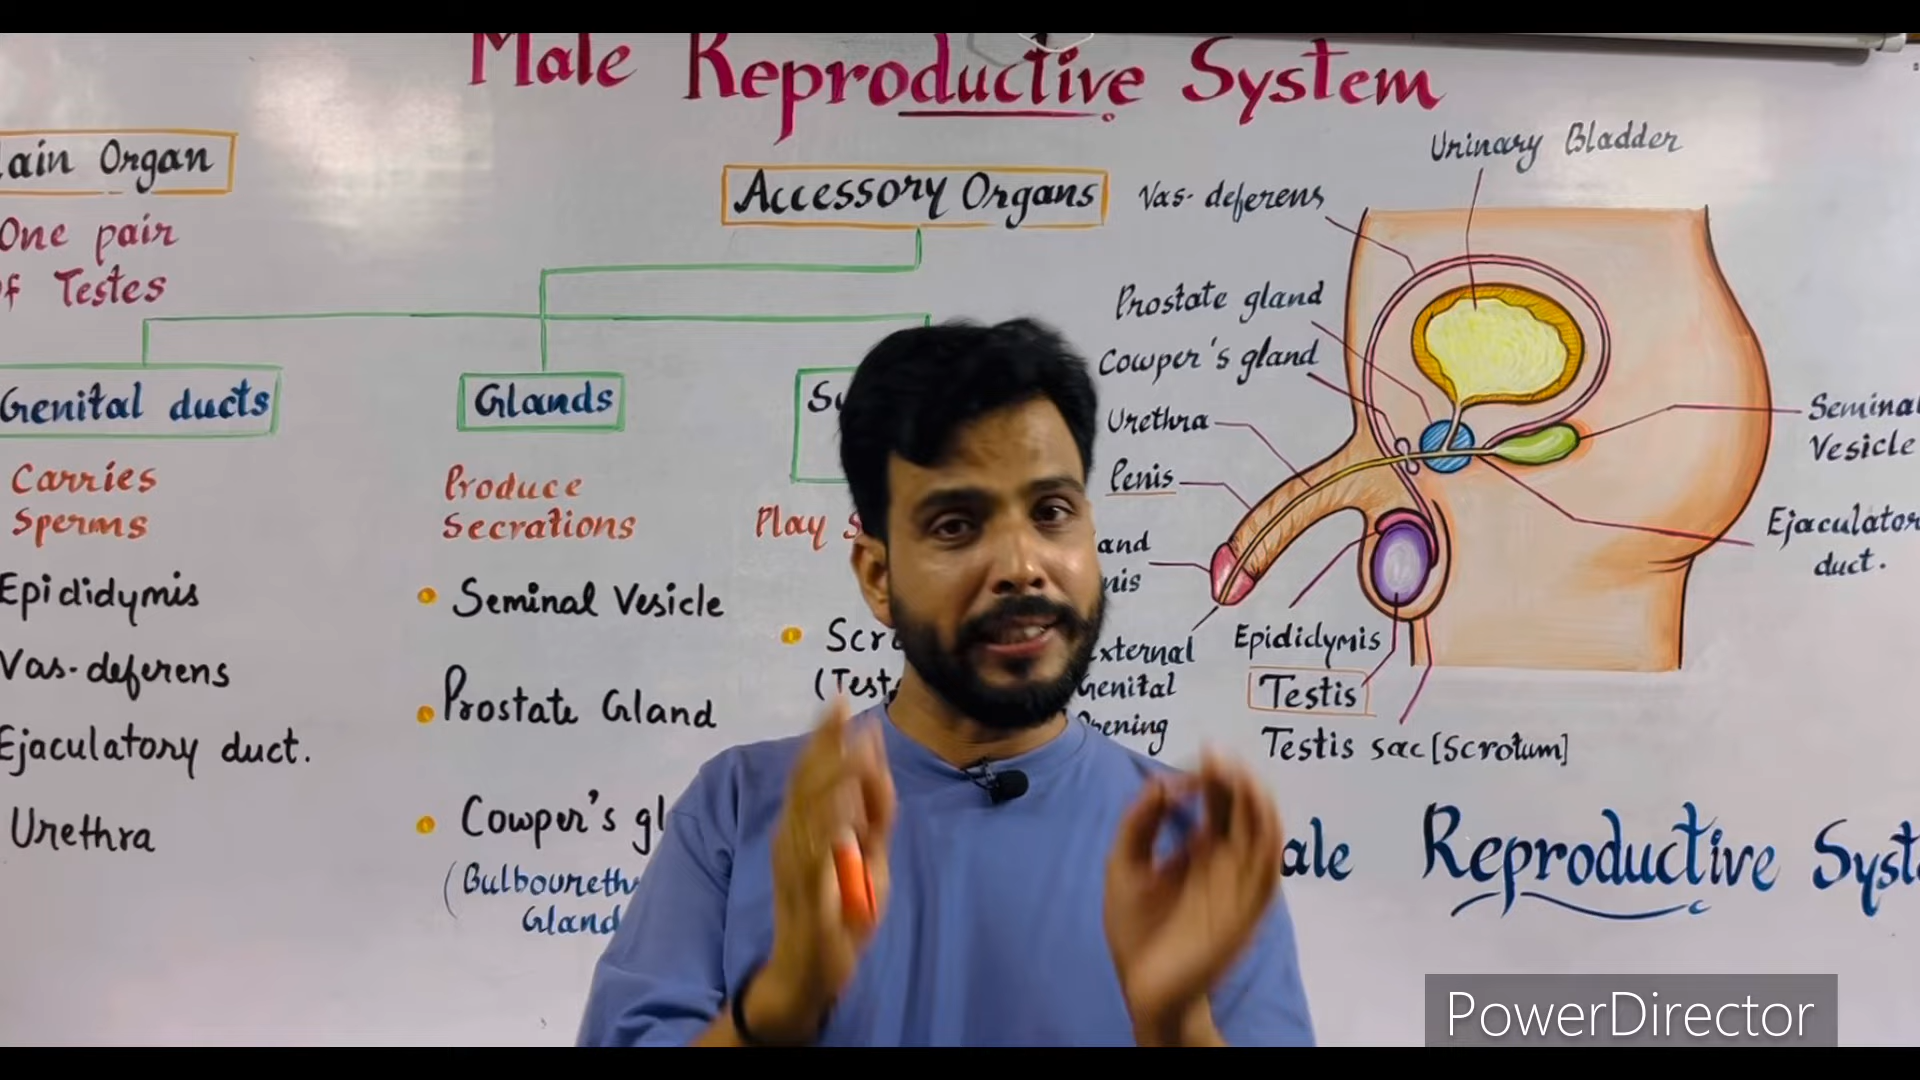 Male Reproductive System
ain Organ
One pair
of Testes
Accessory Organs
Genital ducts
Carries
Sperms
Epididymis
Vas-deferens
Ejaculatory duct.
Urethra
Glands
Produce
Secrations
Seminal Vesicle
Prostate Gland
Cowper's gl
(Bulboureth
Gland
Play
Scr
(Test
Urinary Bladder
Vas-deferens
Prostate gland
Cowper's gland
Urethra
Penis
and
nis
External
Genital
pening
Epididymis
Testis
Testis sac [Scrotum]
Seminal
Vesicle
Ejaculator
duct.
ale Reproductive Syst
PowerDirector